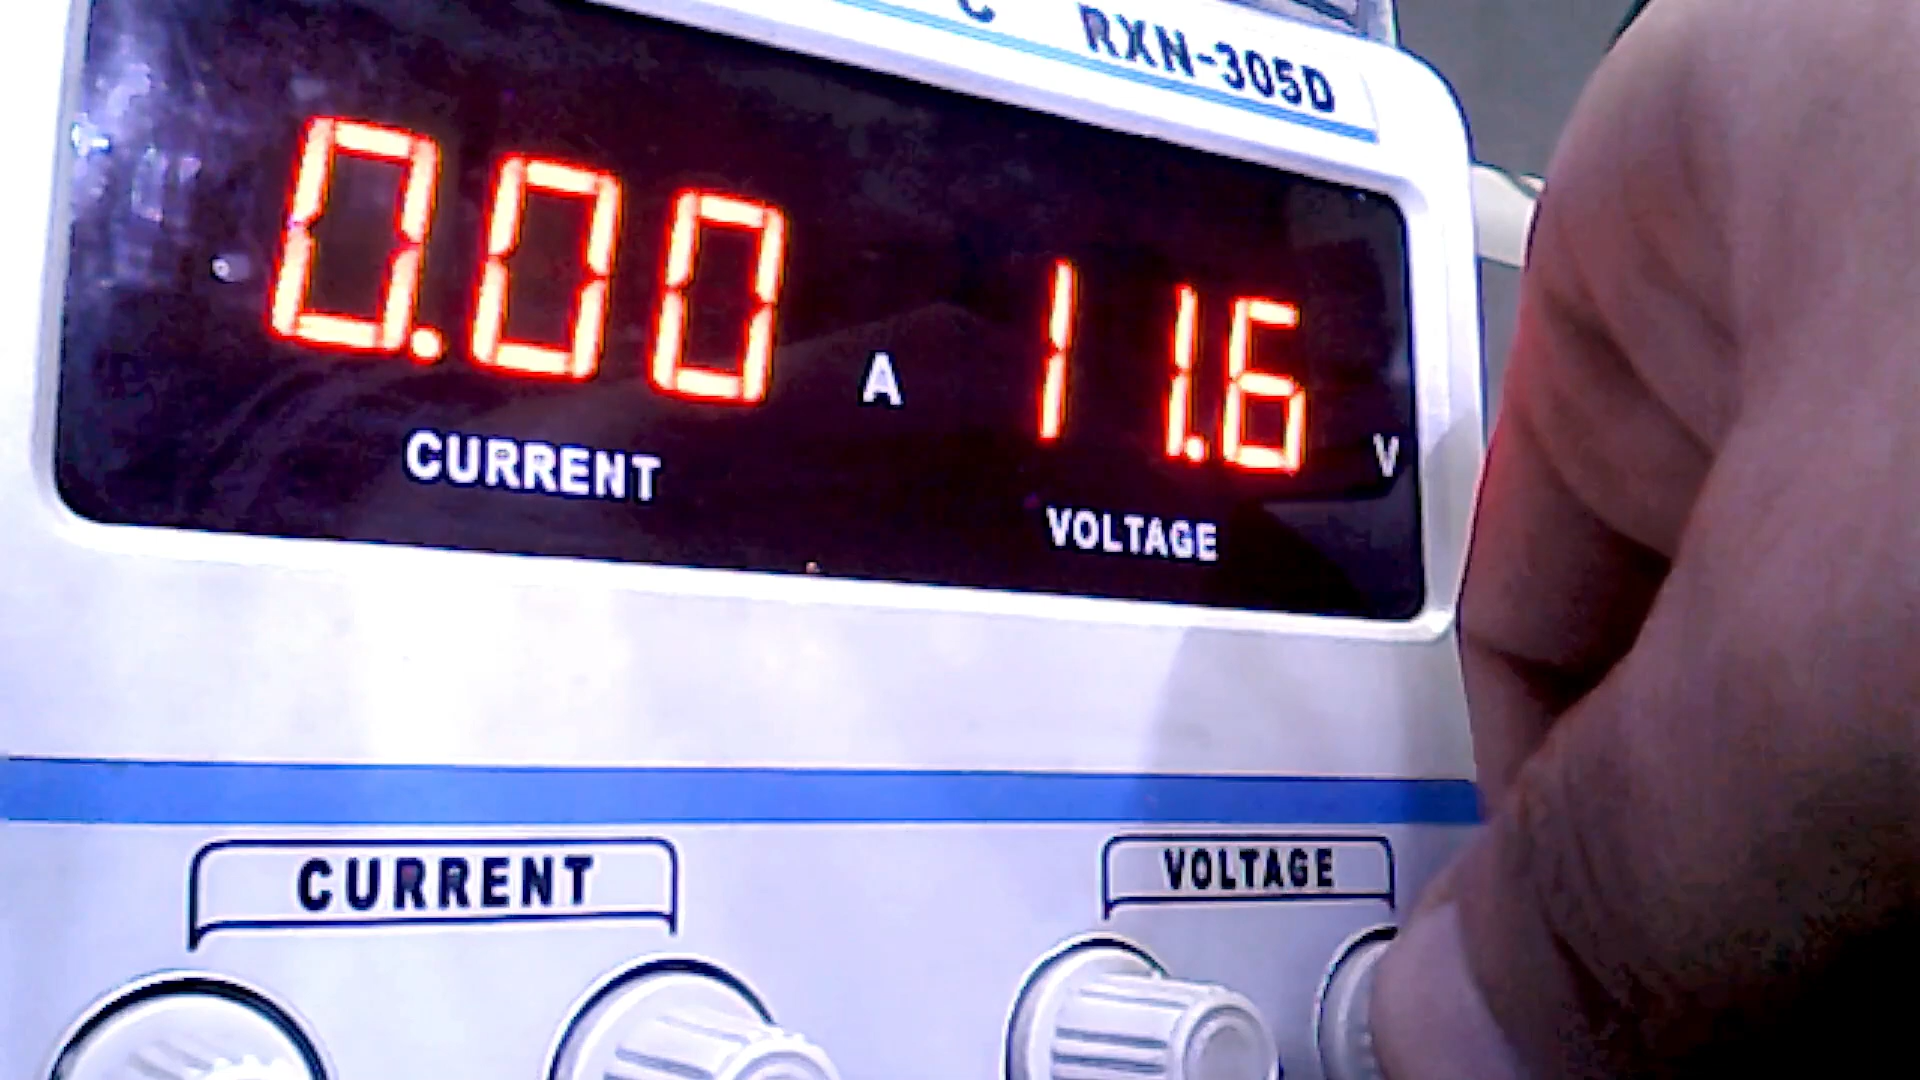 RXN-305D
0.00 A 11.6 V
CURRENT VOLTAGE
CURRENT VOLTAGE